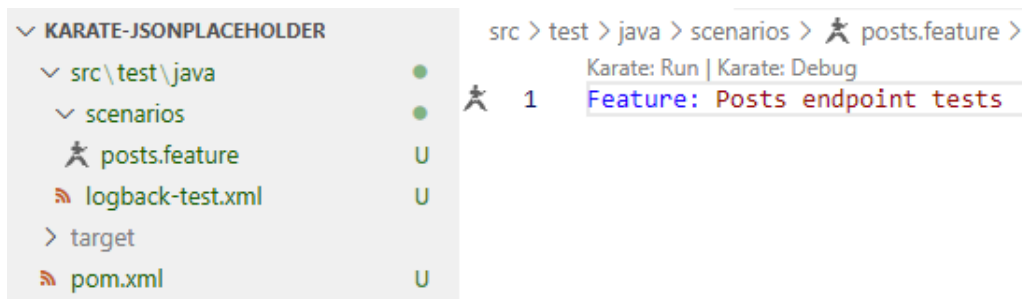 KARATE-JSONPLACEHOLDER
src\test\java
scenarios
posts.feature U
logback-test.xml U
target
pom.xml U
src > test > java > scenarios > posts.feature >
Karate: Run | Karate: Debug
1 Feature: Posts endpoint tests